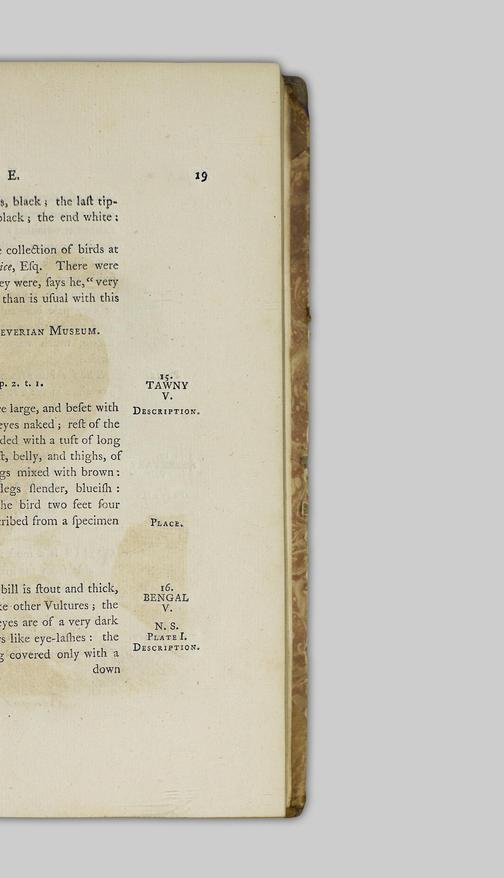 E. 19
s, black; the laſt tip-
black; the end white:
collection of birds at
ice, Eſq. There were
ey were, ſays he, "very
than is uſual with this
EVERIAN MUSEUM.
p. 2. t. 1.
15.
TAWNY
V.
e large, and beſet with
DESCRIPTION.
eyes naked; reſt of the
ded with a tuft of long
ſt, belly, and thighs, of
gs mixed with brown:
legs ſlender, blueiſh:
he bird two feet four
cribed from a ſpecimen
PLACE.
bill is ſtout and thick,
16.
BENGAL
V.
ke other Vultures; the
eyes are of a very dark
N. S.
PLATE I.
s like eye-laſhes: the
DESCRIPTION.
g covered only with a
down